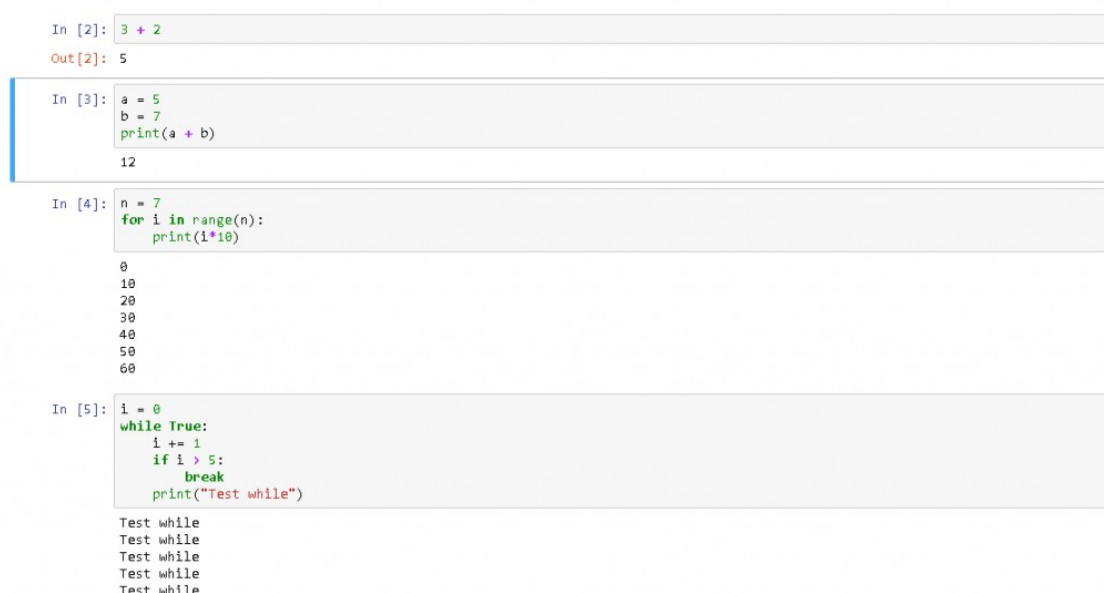 In [2]: 3 + 2
Out[2]: 5
In [3]: a = 5
b = 7
print(a + b)
12
In [4]: n = 7
for i in range(n):
    print(i*10)
0
10
20
30
40
50
60
In [5]: i = 0
while True:
    i += 1
    if i > 5:
        break
    print("Test while")
Test while
Test while
Test while
Test while
Test while